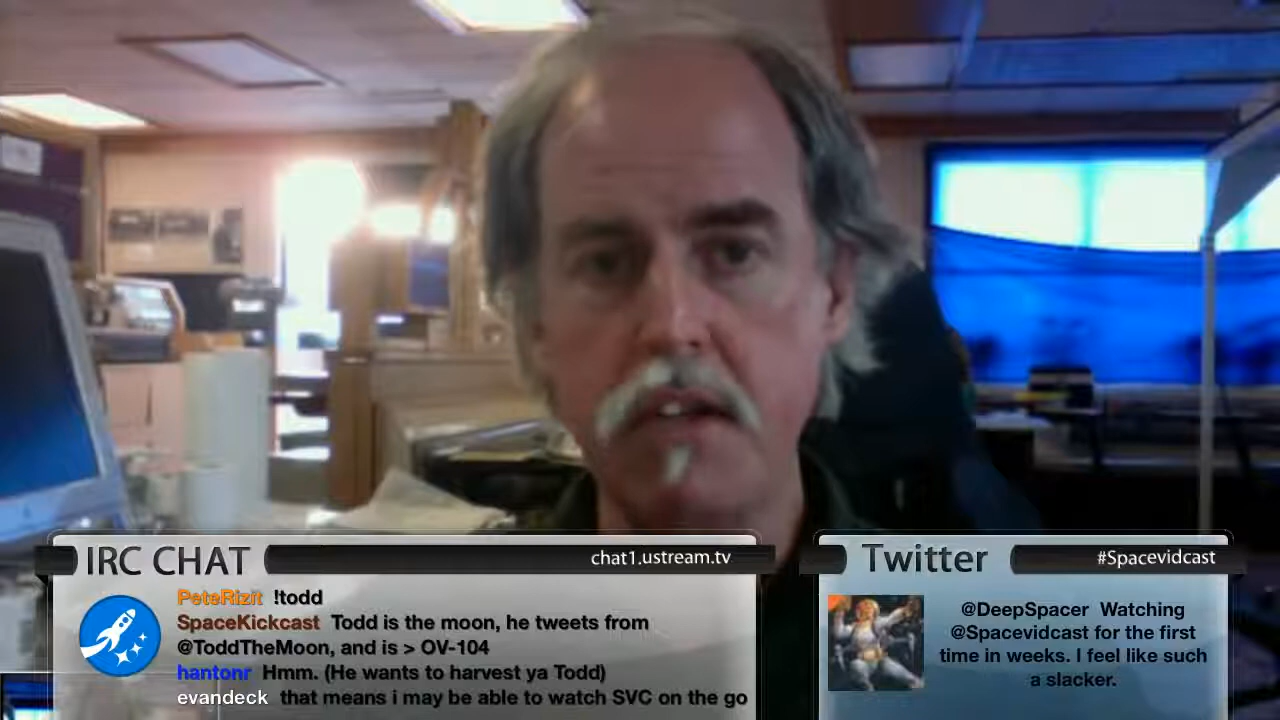 IRC CHAT
chat1.ustream.tv
PeteRizit !todd
SpaceKickcast Todd is the moon, he tweets from
@ToddTheMoon, and is > OV-104
hantonr Hmm. (He wants to harvest ya Todd)
evandeck that means i may be able to watch SVC on the go
Twitter
#Spacevidcast
@DeepSpacer Watching
@Spacevidcast for the first
time in weeks. I feel like such
a slacker.